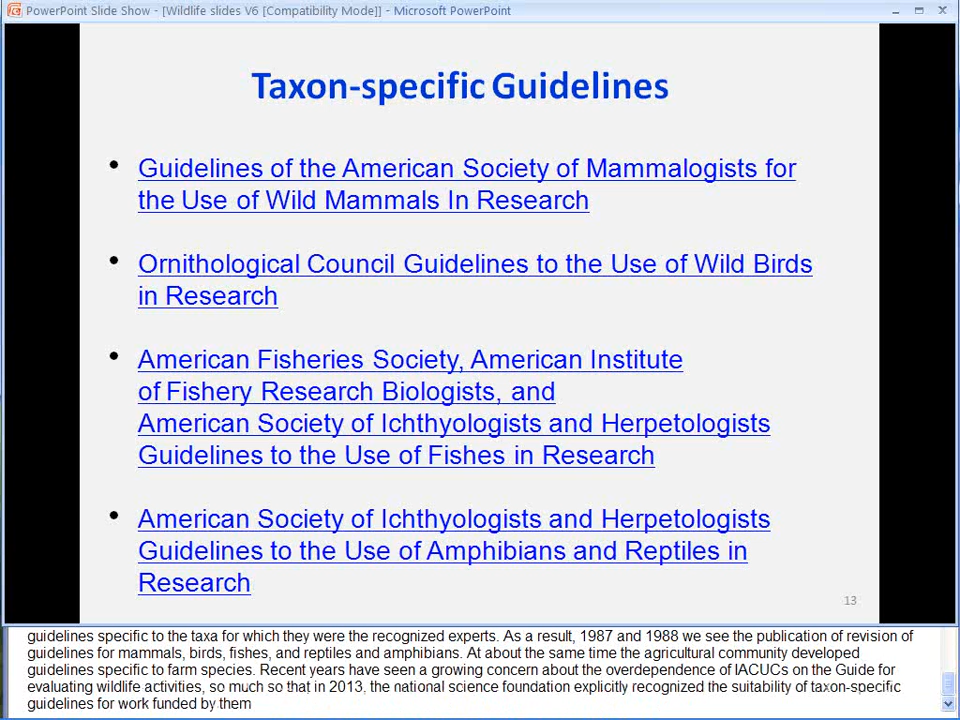 PowerPoint Slide Show - [Wildlife slides V6 [Compatibility Mode]] - Microsoft PowerPoint
Taxon-specific Guidelines
• Guidelines of the American Society of Mammalogists for
the Use of Wild Mammals In Research
• Ornithological Council Guidelines to the Use of Wild Birds
in Research
• American Fisheries Society, American Institute
of Fishery Research Biologists, and
American Society of Ichthyologists and Herpetologists
Guidelines to the Use of Fishes in Research
• American Society of Ichthyologists and Herpetologists
Guidelines to the Use of Amphibians and Reptiles in
Research
13
guidelines specific to the taxa for which they were the recognized experts. As a result, 1987 and 1988 we see the publication of revision of
guidelines for mammals, birds, fishes, and reptiles and amphibians. At about the same time the agricultural community developed
guidelines specific to farm species. Recent years have seen a growing concern about the overdependence of IACUCs on the Guide for
evaluating wildlife activities, so much so that in 2013, the national science foundation explicitly recognized the suitability of taxon-specific
guidelines for work funded by them